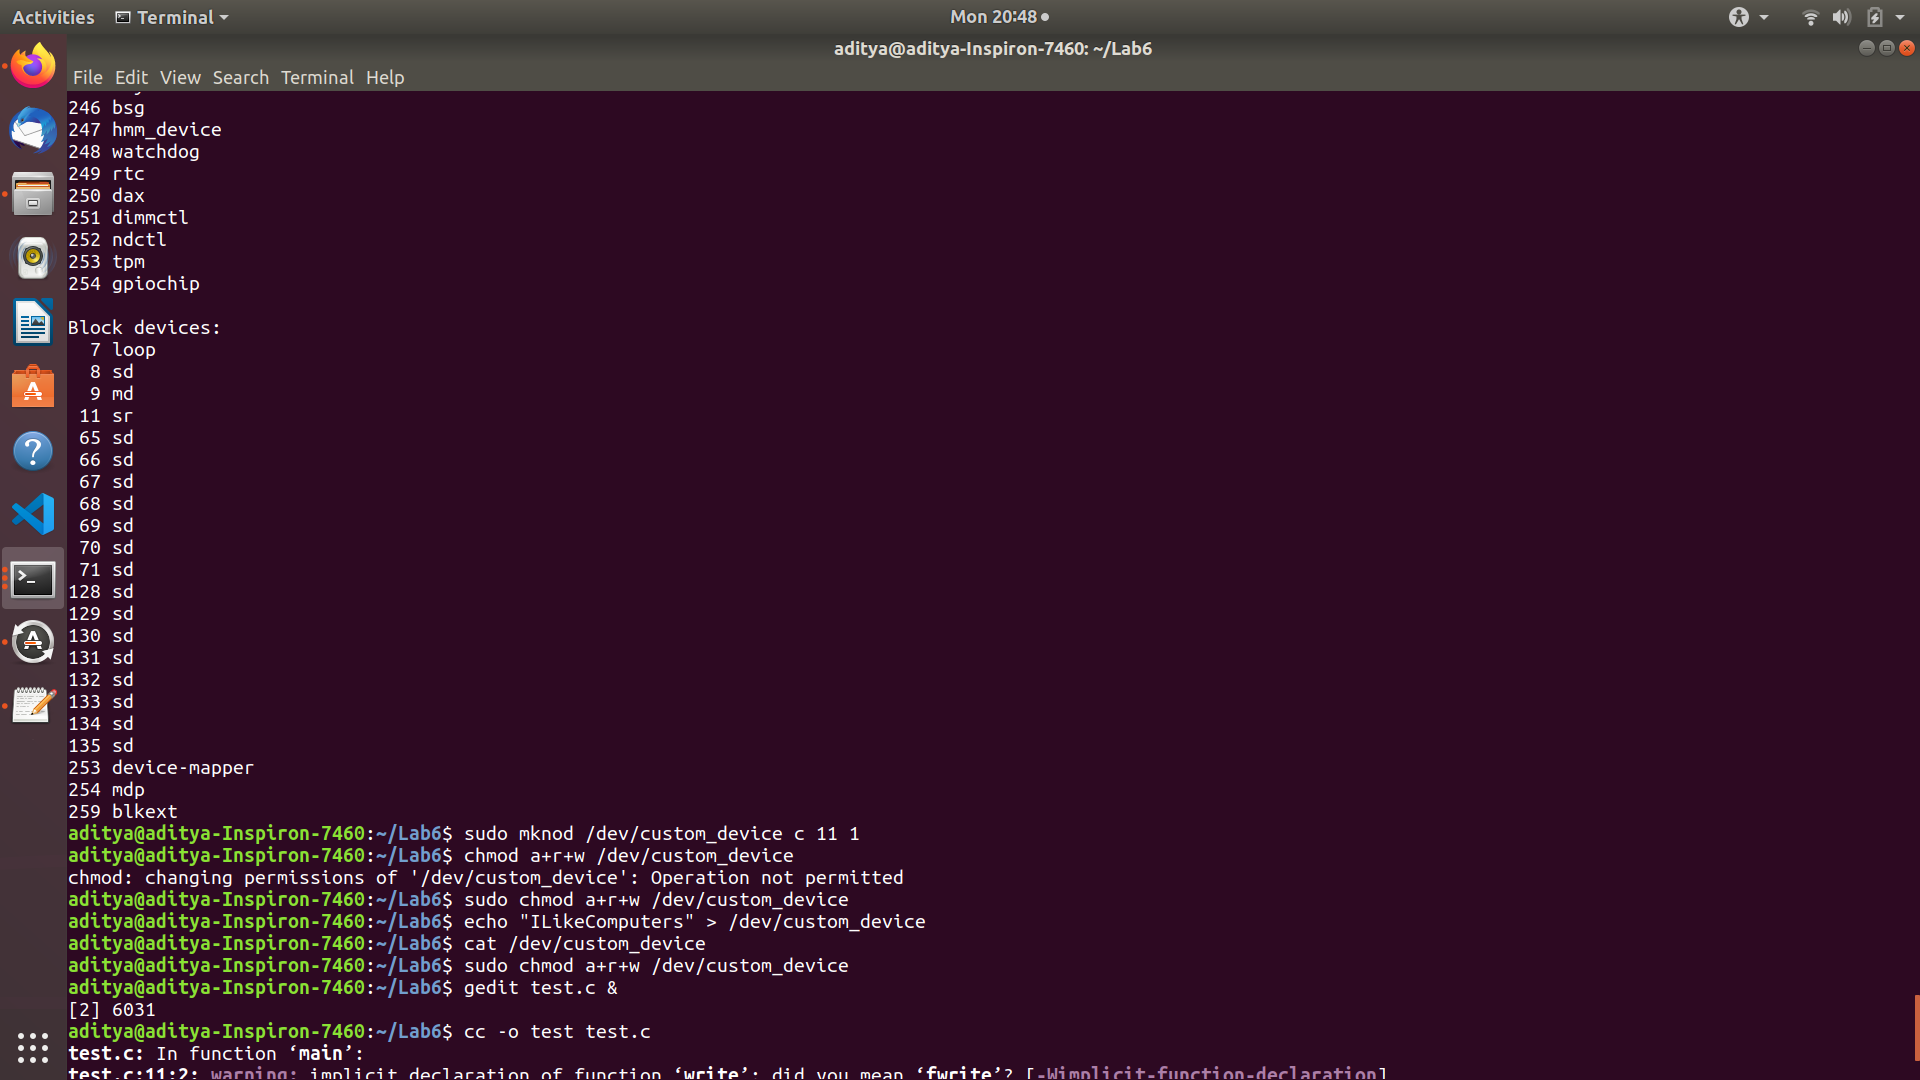 Activities Terminal Mon 20:48
aditya@aditya-Inspiron-7460: ~/Lab6
File Edit View Search Terminal Help
246 bsg
247 hmm_device
248 watchdog
249 rtc
250 dax
251 dimmctl
252 ndctl
253 tpm
254 gpiochip
Block devices:
7 loop
8 sd
9 md
11 sr
65 sd
66 sd
67 sd
68 sd
69 sd
70 sd
71 sd
128 sd
129 sd
130 sd
131 sd
132 sd
133 sd
134 sd
135 sd
253 device-mapper
254 mdp
259 blkext
aditya@aditya-Inspiron-7460:~/Lab6$ sudo mknod /dev/custom_device c 11 1
aditya@aditya-Inspiron-7460:~/Lab6$ chmod a+r+w /dev/custom_device
chmod: changing permissions of '/dev/custom_device': Operation not permitted
aditya@aditya-Inspiron-7460:~/Lab6$ sudo chmod a+r+w /dev/custom_device
aditya@aditya-Inspiron-7460:~/Lab6$ echo "ILikeComputers" > /dev/custom_device
aditya@aditya-Inspiron-7460:~/Lab6$ cat /dev/custom_device
aditya@aditya-Inspiron-7460:~/Lab6$ sudo chmod a+r+w /dev/custom_device
aditya@aditya-Inspiron-7460:~/Lab6$ gedit test.c &
[2] 6031
aditya@aditya-Inspiron-7460:~/Lab6$ cc -o test test.c
test.c: In function ‘main’:
test.c:11:2: warning: implicit declaration of function ‘write’; did you mean ‘fwrite’? [-Wimplicit-function-declaration]